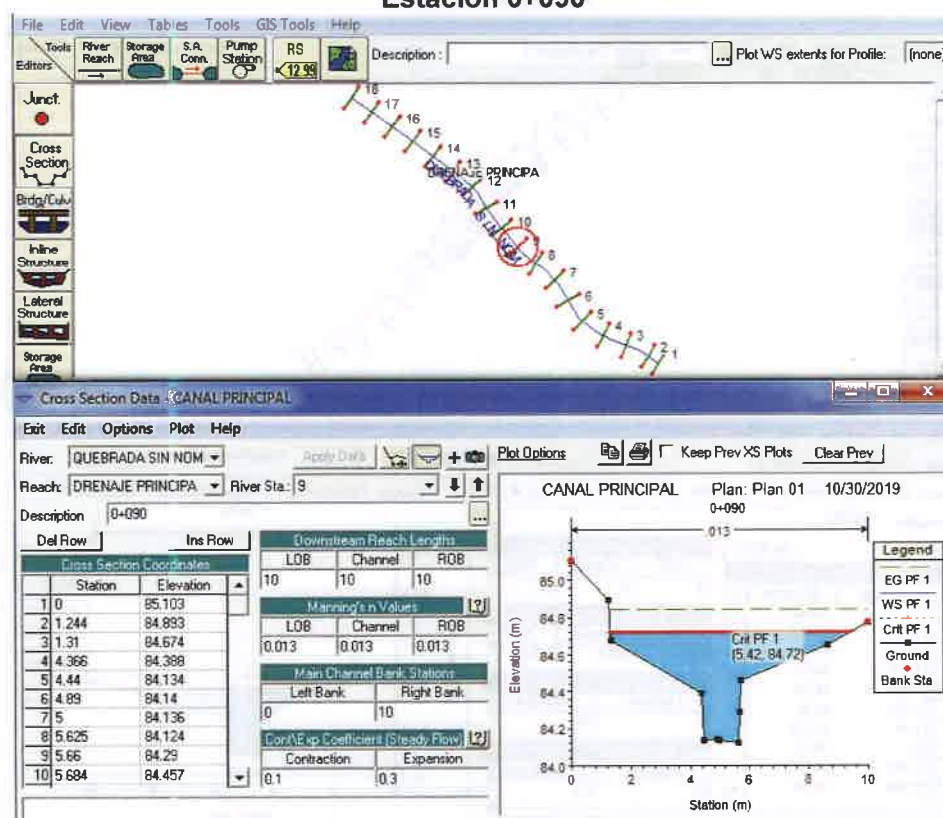 Estación 0+090
File Edit View Tables Tools GIS Tools Help
Tools
Editors
River Reach
Storage Area
S.A. Conn.
Pump Station
RS
12.99
Description :
... Plot WS extents for Profile: (none)
Junct.
Cross Section
Brdg/Culv
Inline Structure
Lateral Structure
Storage Area
18
17
16
15
14
13
DRENAJE PRINCIPA
12
11
10
9
8
7
6
5
4
3
2
1
Cross Section Data - CANAL PRINCIPAL
Exit Edit Options Plot Help
River: QUEBRADA SIN NOM
Apply Data
Reach: DRENAJE PRINCIPA River Sta.: 9
Description 0+090 ...
Del Row Ins Row
Cross Section Coordinates
Station Elevation
1 0 85.103
2 1.244 84.893
3 1.31 84.674
4 4.366 84.388
5 4.44 84.134
6 4.89 84.14
7 5 84.136
8 5.625 84.124
9 5.66 84.29
10 5.684 84.457
Downstream Reach Lengths
LOB Channel ROB
10 10 10
Manning's n Values [?]
LOB Channel ROB
0.013 0.013 0.013
Main Channel Bank Stations
Left Bank Right Bank
0 10
Cont\Exp Coefficient (Steady Flow) [?]
Contraction Expansion
0.1 0.3
Plot Options Keep Prev XS Plots Clear Prev
CANAL PRINCIPAL Plan: Plan 01 10/30/2019
0+090
.013
85.0
84.8
84.6
84.4
84.2
84.0
Elevation (m)
Crit PF 1
(5.42, 84.72)
0 2 4 6 8 10
Station (m)
Legend
EG PF 1
WS PF 1
Crit PF 1
Ground
Bank Sta